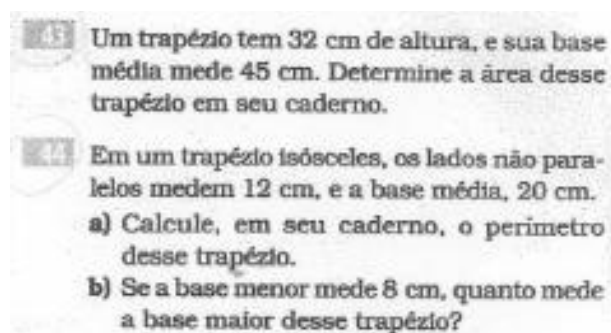 43 Um trapézio tem 32 cm de altura, e sua base
média mede 45 cm. Determine a área desse
trapézio em seu caderno.
44 Em um trapézio isósceles, os lados não para-
lelos medem 12 cm, e a base média, 20 cm.
a) Calcule, em seu caderno, o perímetro
desse trapézio.
b) Se a base menor mede 8 cm, quanto mede
a base maior desse trapézio?